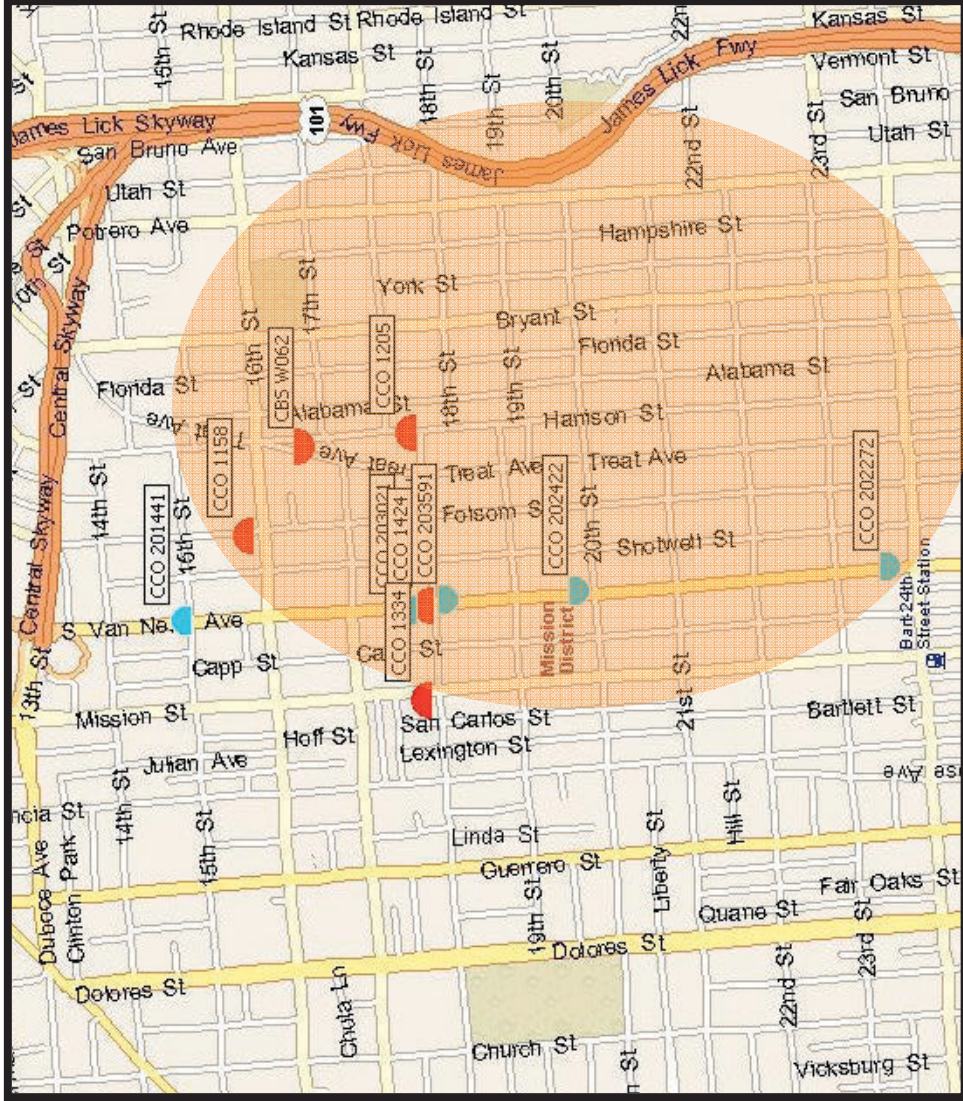 Rhode Island St
Rhode Island St
Kansas St
Kansas St
Vermont St
San Bruno
Utah St
15th St
18th St
19th St
20th St
22n
22nd St
23rd St
James Lick Skyway
101
James Lick Fwy
James Lick Fwy
San Bruno Ave
Utah St
Potrero Ave
10th St
Central Skyway
Central Skyway
Hampshire St
York St
17th St
Bryant St
16th St
Florida St
Florida St
CBS W062
CCO 1205
18th St
19th St
Alabama St
Alabama St
Harrison St
CCO 1158
Treat Ave
Treat Ave
Treat Ave
14th St
CCO 201441
15th St
CCO 203021
CCO 1424
CCO 203591
Folsom S
CCO 202422
20th St
CCO 202272
Shotwell St
S Van Ne
Ave
CCO 1334
Capp St
Ca
St
Mission
District
Bart-24th
Street Station
13th St
Mission St
San Carlos St
21st St
Bartlett St
Hoff St
Lexington St
Julian Ave
ncia St
14th St
15th St
Linda St
Hill St
Liberty St
Guerrero St
Duboce Ave
Clinton Park
Fair Oaks St
19th St
Quane St
23rd St
Dolores St
Dolores St
22nd St
Chula Ln
Church St
Vicksburg St